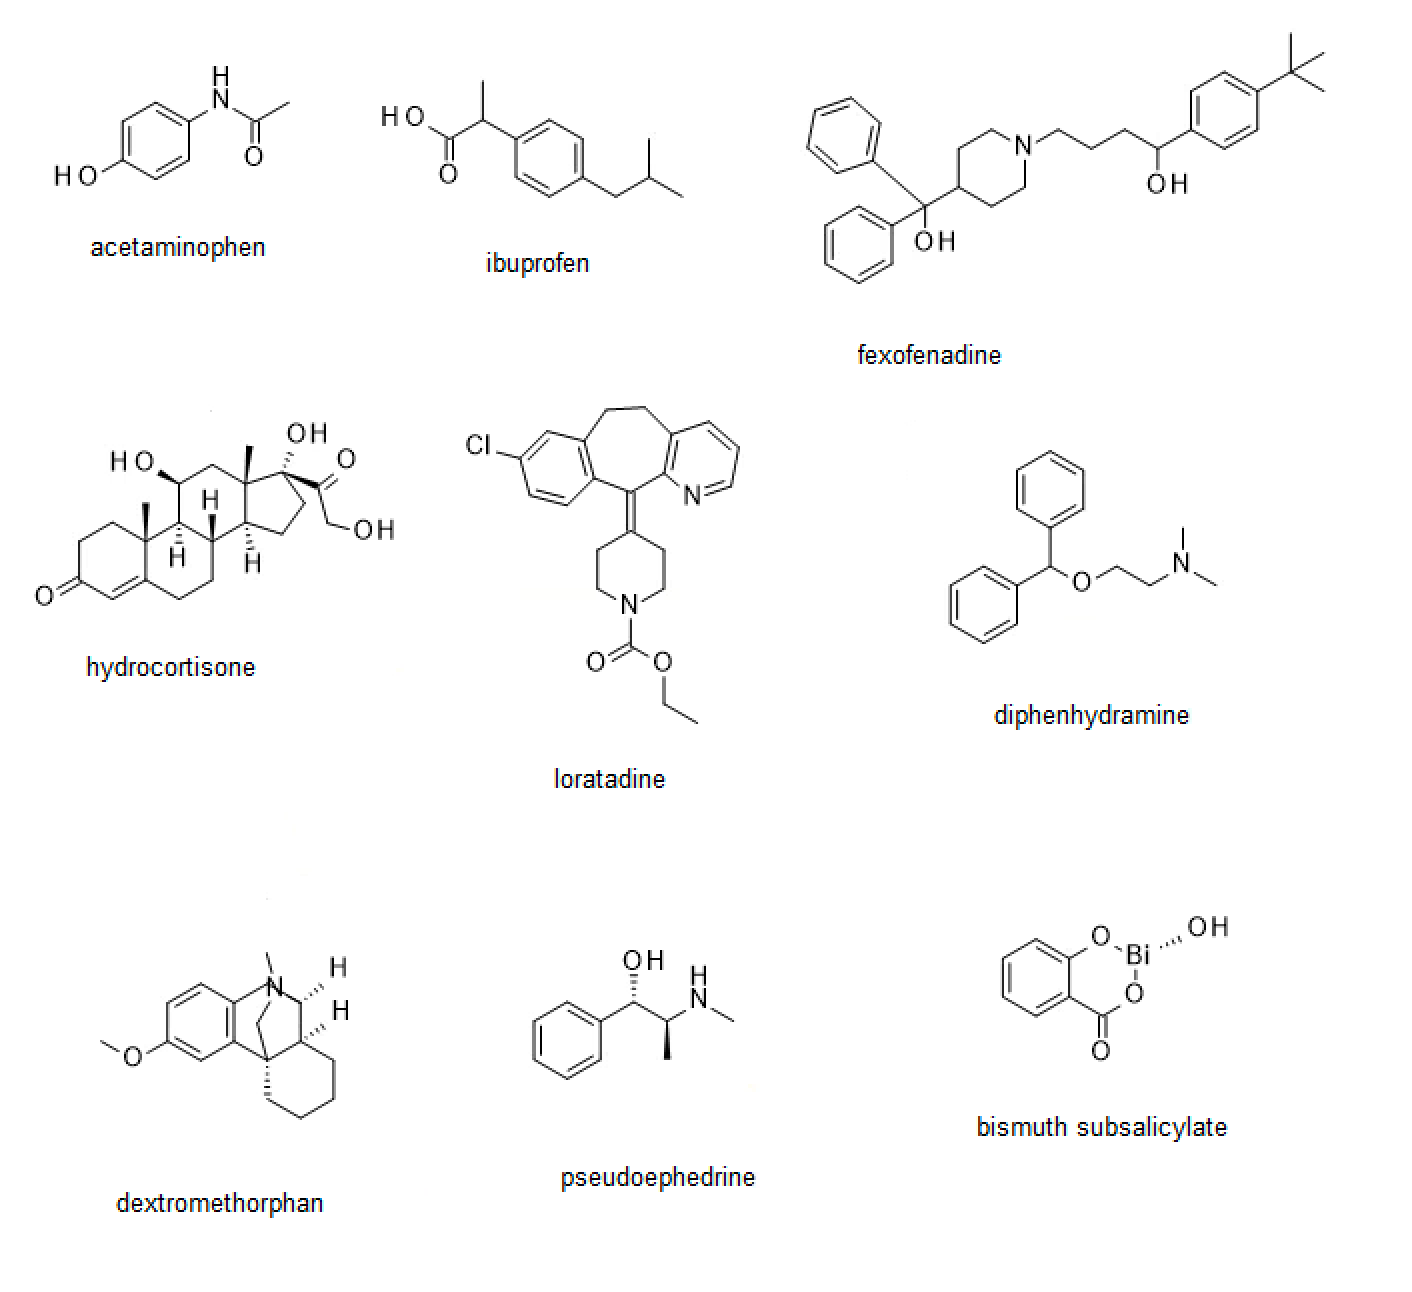 H
N
O
HO
acetaminophen
HO
O
ibuprofen
N
OH
OH
fexofenadine
OH
HO
O
H
H
H
OH
O
hydrocortisone
Cl
N
N
O
O
loratadine
O
N
diphenhydramine
H
N
H
O
dextromethorphan
OH
H
N
pseudoephedrine
OH
O
Bi
O
O
bismuth subsalicylate